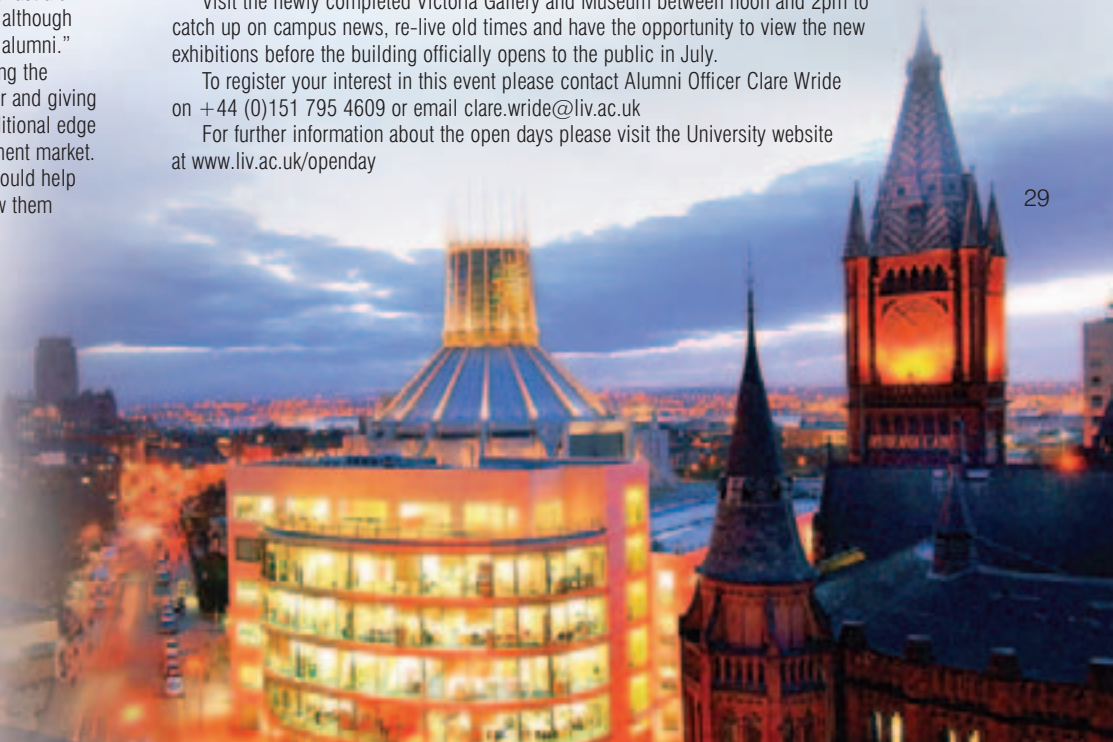 although
alumni.”
ng the
r and giving
ditional edge
ment market.
ould help
w them
Visit the newly completed Victoria Gallery and Museum between noon and 2pm to
catch up on campus news, re-live old times and have the opportunity to view the new
exhibitions before the building officially opens to the public in July.
To register your interest in this event please contact Alumni Officer Clare Wride
on +44 (0)151 795 4609 or email clare.wride@liv.ac.uk
For further information about the open days please visit the University website
at www.liv.ac.uk/openday
29